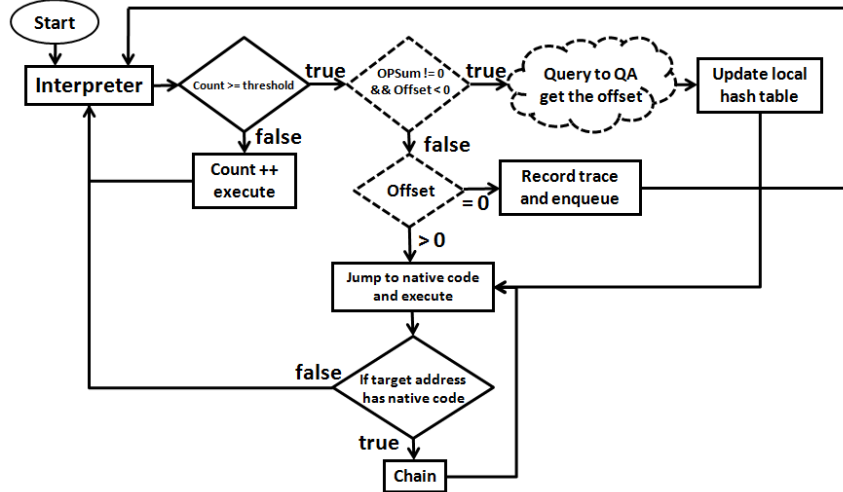 Start
Interpreter
Count >= threshold
true
OPSum != 0
&& Offset < 0
true
Query to QA
get the offset
Update local
hash table
false
Count ++
execute
false
Offset
= 0
Record trace
and enqueue
> 0
Jump to native code
and execute
If target address
has native code
false
true
Chain